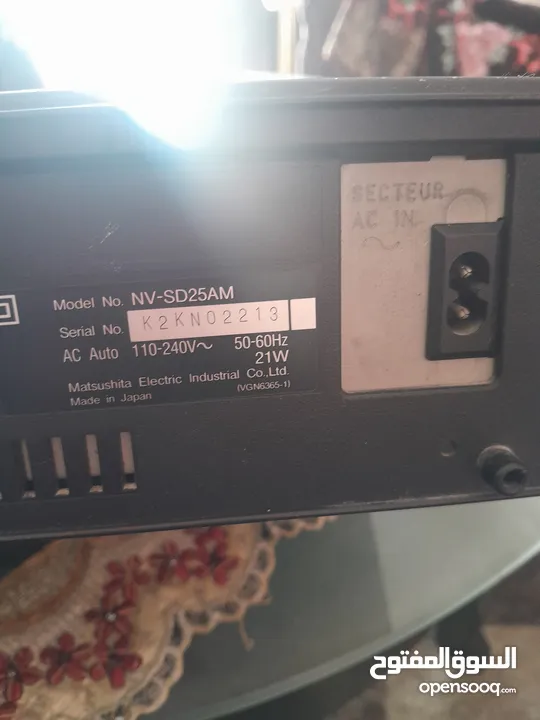 SECTEUR
AC IN
Model No. NV-SD25AM
Serial No. K2KN02213
AC Auto 110-240V～ 50-60Hz
21W
Matsushita Electric Industrial Co.,Ltd.
Made in Japan (VGN6365-1)
السوق المفتوح
opensooq.com